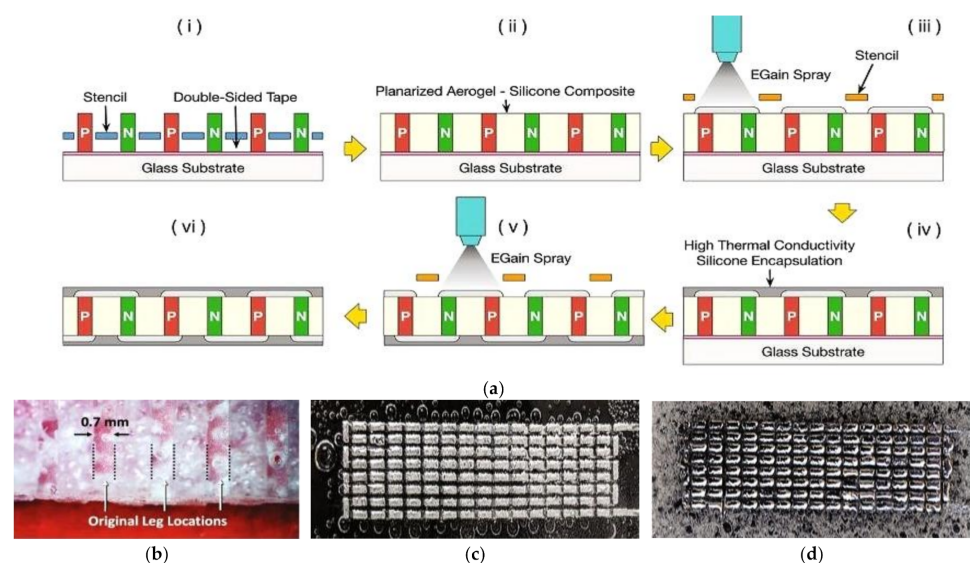 ( i )
Stencil
Double-Sided Tape
P N P N P N
Glass Substrate
( ii )
Planarized Aerogel - Silicone Composite
P N P N P N
Glass Substrate
( iii )
Stencil
EGain Spray
P N P N P N
Glass Substrate
( iv )
High Thermal Conductivity
Silicone Encapsulation
P N P N P N
Glass Substrate
( v )
EGain Spray
P N P N P N
( vi )
P N P N P N
(a)
0.7 mm
Original Leg Locations
(b)
(c)
(d)